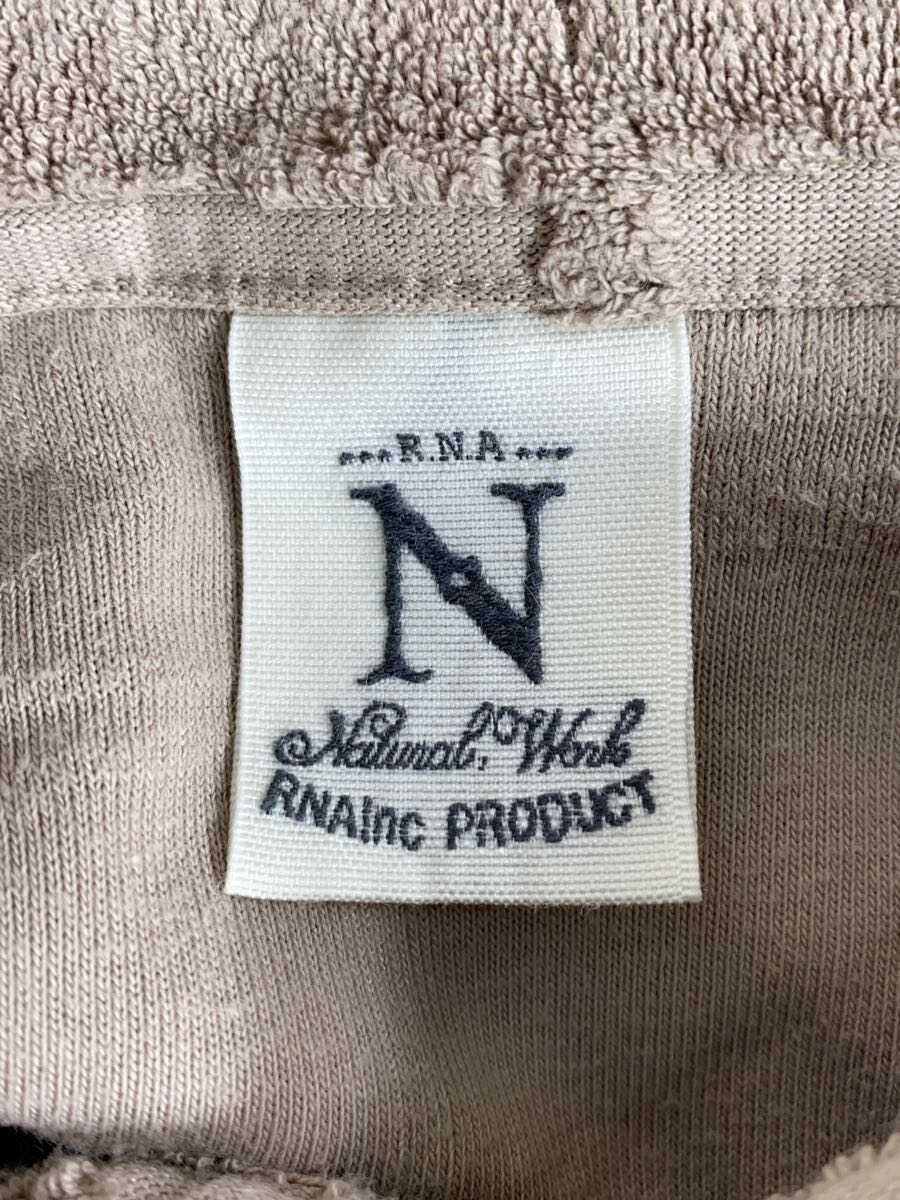 ...R.N.A...
N
Natural, Work
RNAInc PRODUCT